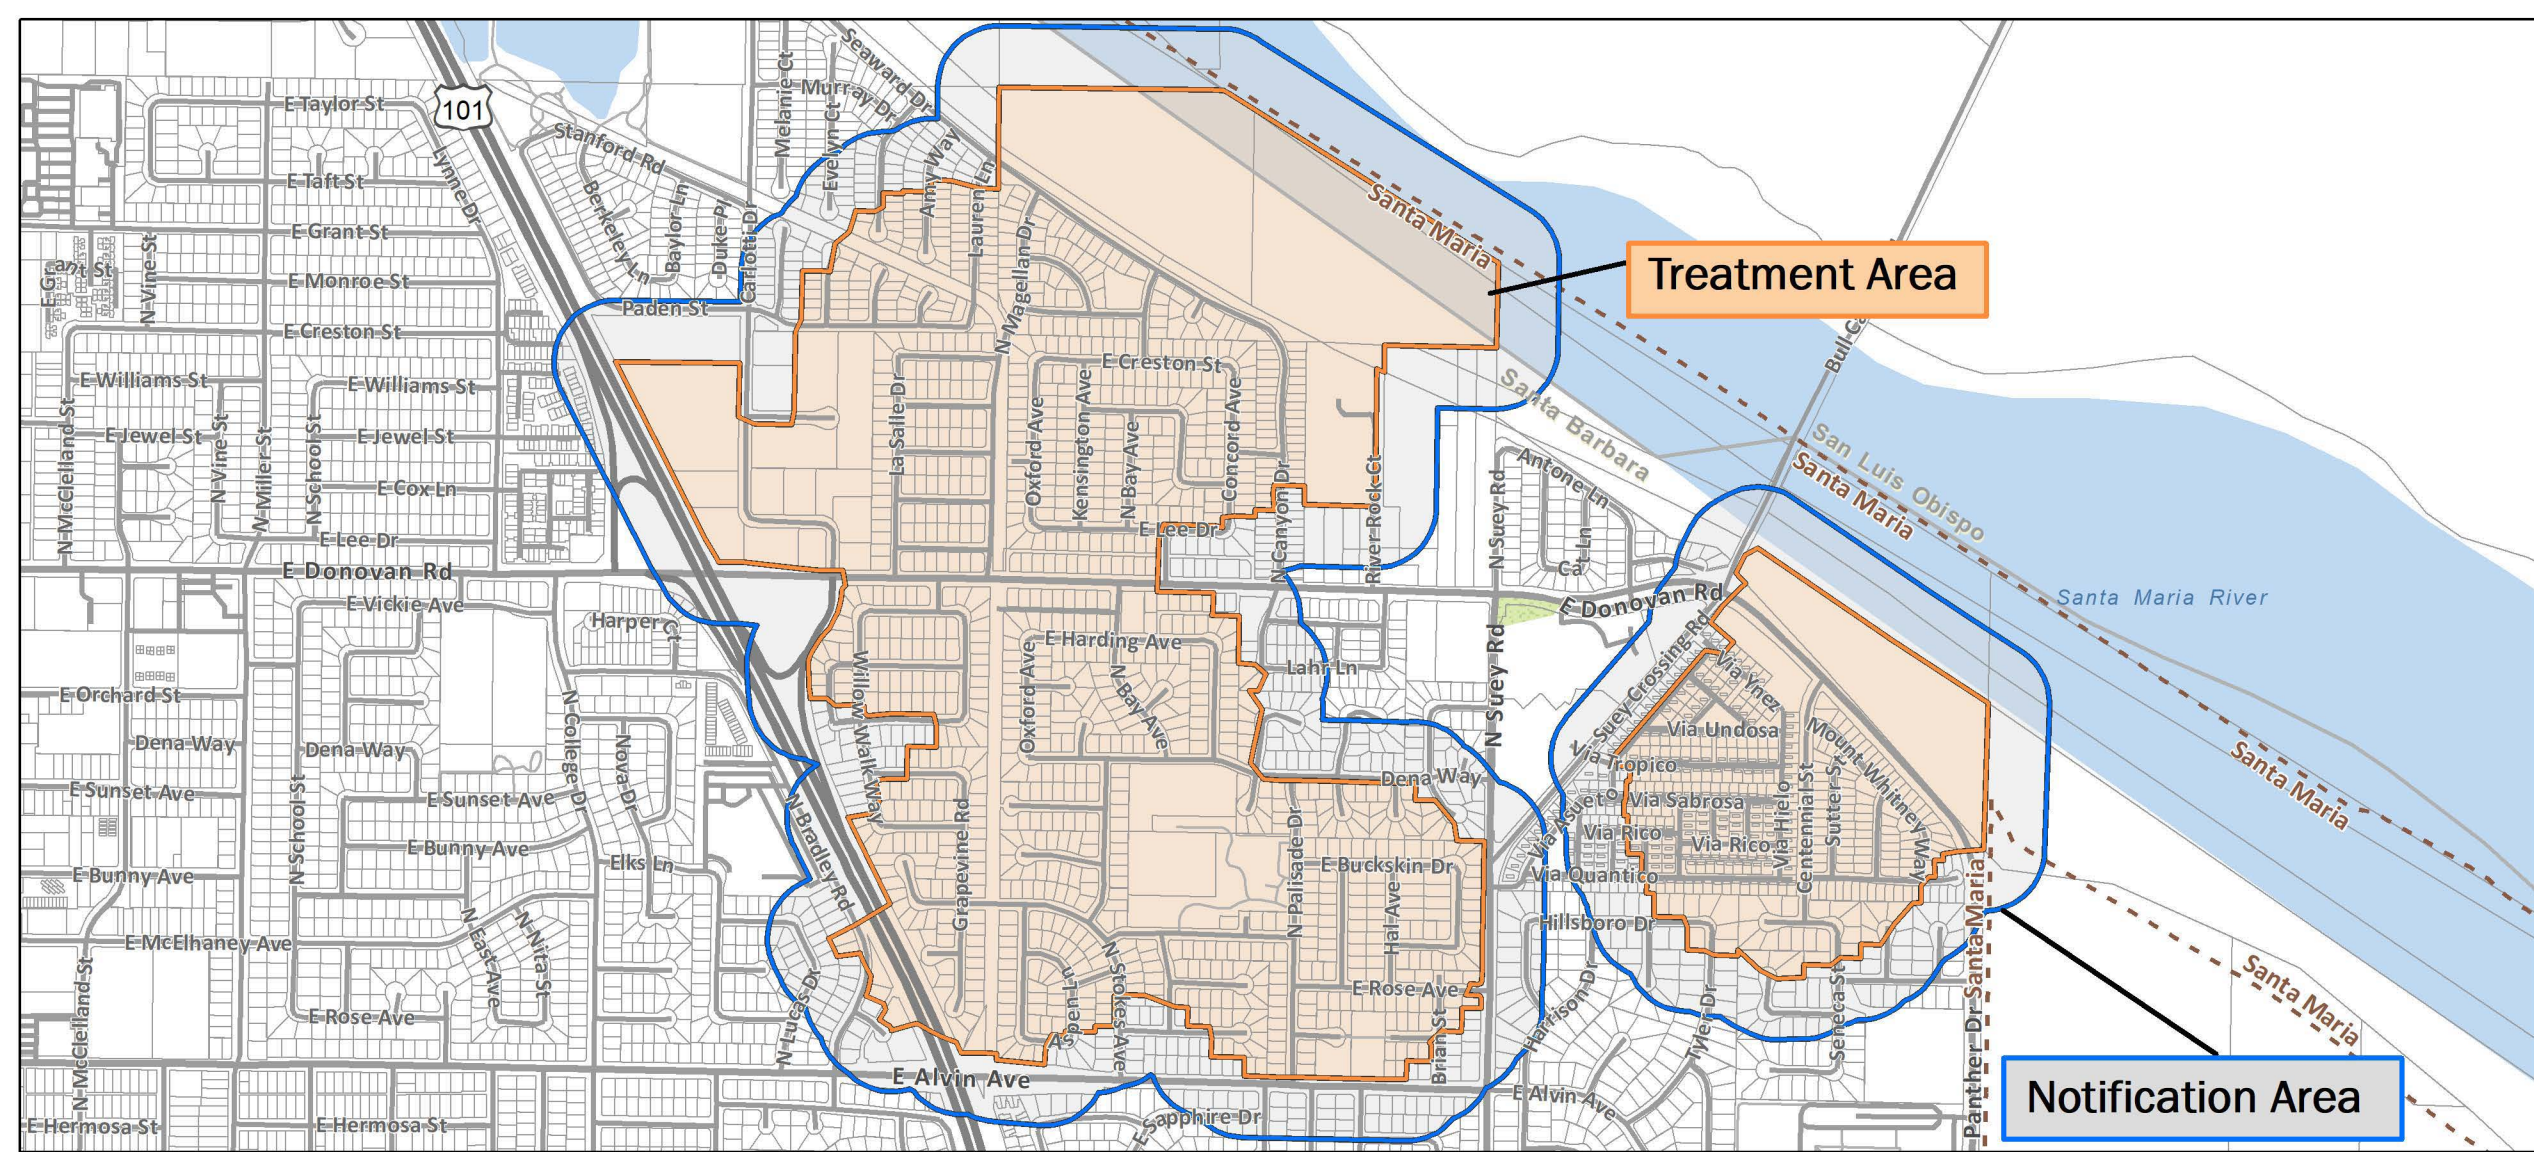 Seaward Dr
Murray Dr
Melanie Ct
Evelyn Ct
E Taylor St
101
Stanford Rd
Amy Way
Lynne Dr
E Taft St
Lauren Ln
Berkeley Ln
Baylor Ln
Duke Pl
Carlotti Dr
Santa Maria
E Grant St
N Vine St
E Grant St
N Magellan Dr
Treatment Area
E Monroe St
Paden St
E Creston St
E Creston St
E Williams St
E Williams St
La Salle Dr
Oxford Ave
Kensington Ave
N Bay Ave
Concord Ave
Santa Barbara
San Luis Obispo
Santa Maria
N McClelland St
E Jewel St
N Vine St
N Miller St
N School St
E Jewel St
Antone Ln
E Cox Ln
N Canyon Dr
River Rock Ct
N Suey Rd
E Lee Dr
E Lee Dr
Cat Ln
E Donovan Rd
E Donovan Rd
Santa Maria River
E Vickie Ave
Harper Ct
E Harding Ave
Lahr Ln
N Suey Rd
Suey Crossing Rd
Via Ynez
E Orchard St
N College Dr
Willow Walk Way
Oxford Ave
N Bay Ave
Via Undosa
Mount Whitney Way
Dena Way
Dena Way
Nova Dr
Via Tropico
Dena Way
Santa Maria
E Sunset Ave
E Sunset Ave
N School St
N Bradley Rd
Grapevine Rd
N Palisade Dr
Via Asueto
Via Sabrosa
Via Hielo
Centennial St
Sutter St
E Bunny Ave
E Bunny Ave
Elks Ln
E Buckskin Dr
Via Rico
Via Rico
Via Quantico
Hal Ave
E McElhaney Ave
N East Ave
N Nita St
Hillsboro Dr
Santa Maria
N McClelland St
E Rose Ave
N Lucas Dr
Aspen Ln
N Stokes Ave
E Rose Ave
Brian St
Harrison Dr
Tyler Dr
Seneca St
Panther Dr
Santa Maria
E Alvin Ave
E Alvin Ave
Notification Area
E Hermosa St
E Hermosa St
E Sapphire Dr